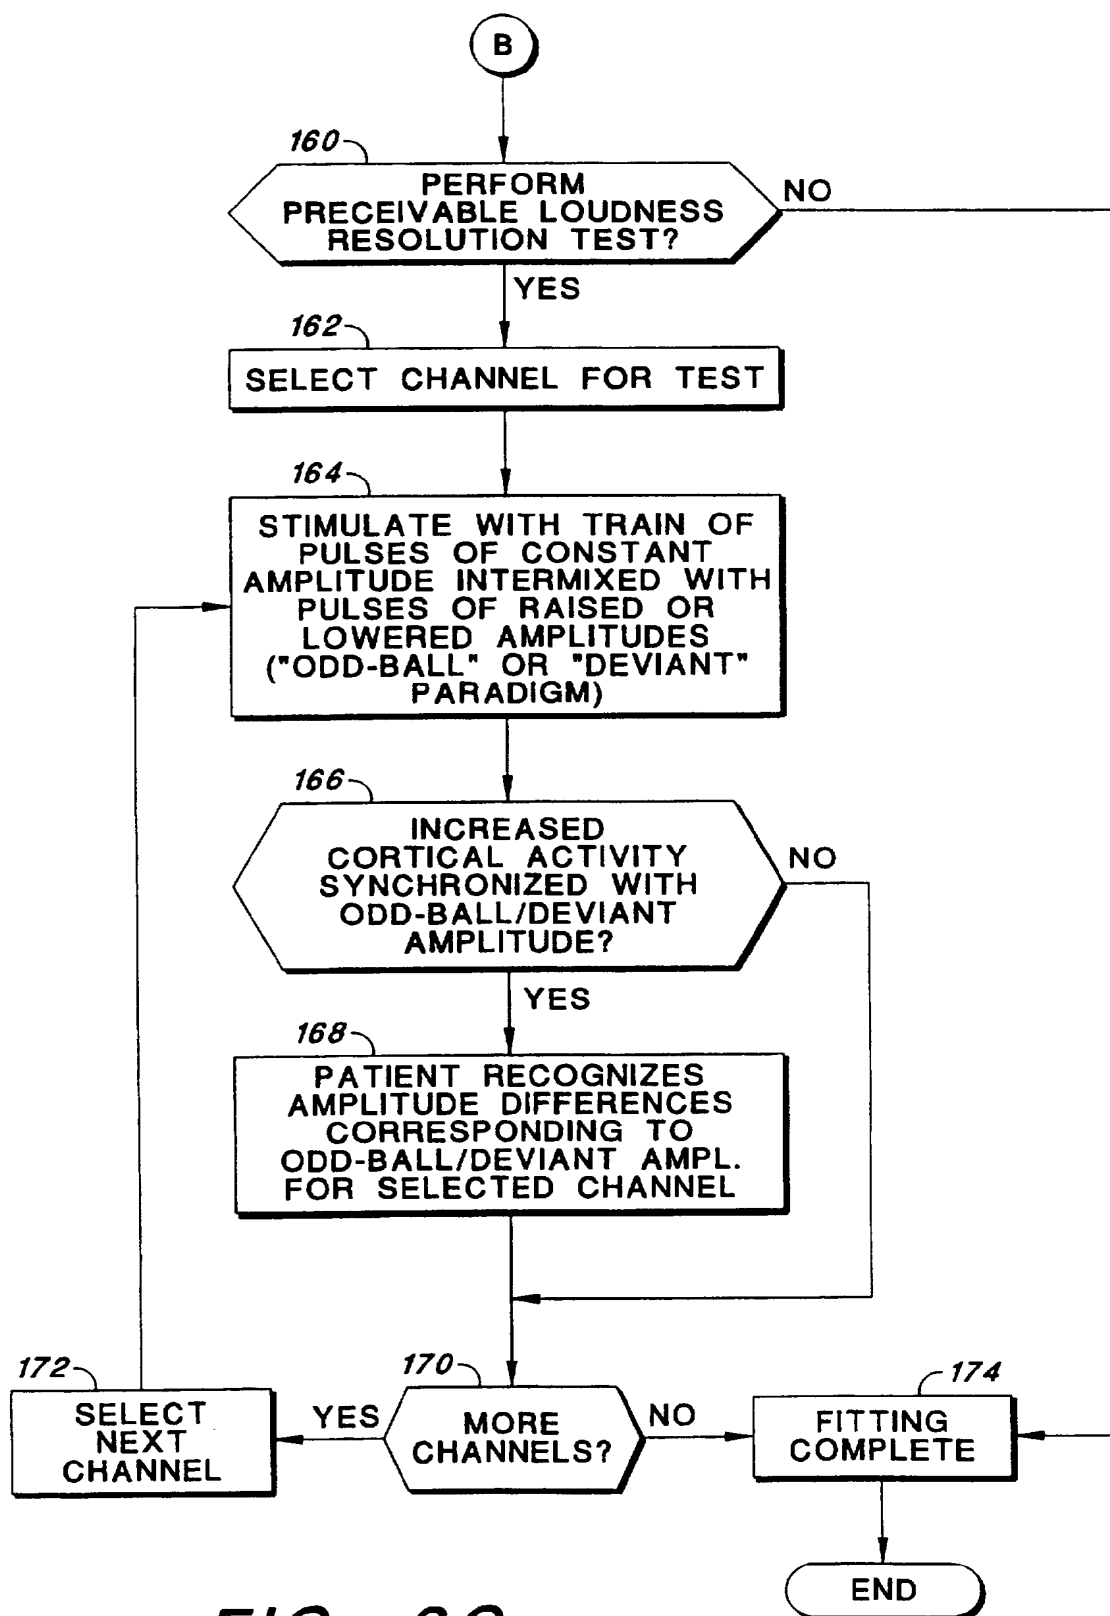 B
160
PERFORM
PRECEIVABLE LOUDNESS
RESOLUTION TEST?
NO
YES
162
SELECT CHANNEL FOR TEST
164
STIMULATE WITH TRAIN OF
PULSES OF CONSTANT
AMPLITUDE INTERMIXED WITH
PULSES OF RAISED OR
LOWERED AMPLITUDES
("ODD-BALL" OR "DEVIANT"
PARADIGM)
166
INCREASED
CORTICAL ACTIVITY
SYNCHRONIZED WITH
ODD-BALL/DEVIANT
AMPLITUDE?
NO
YES
168
PATIENT RECOGNIZES
AMPLITUDE DIFFERENCES
CORRESPONDING TO
ODD-BALL/DEVIANT AMPL.
FOR SELECTED CHANNEL
172
SELECT
NEXT
CHANNEL
YES
170
MORE
CHANNELS?
NO
174
FITTING
COMPLETE
END